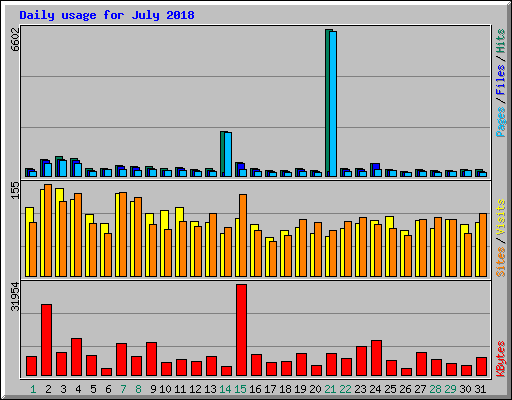 Daily usage for July 2018
6602
Pages / Files / Hits
155
Sites / Visits
31954
KBytes
1 2 3 4 5 6 7 8 9 10 11 12 13 14 15 16 17 18 19 20 21 22 23 24 25 26 27 28 29 30 31